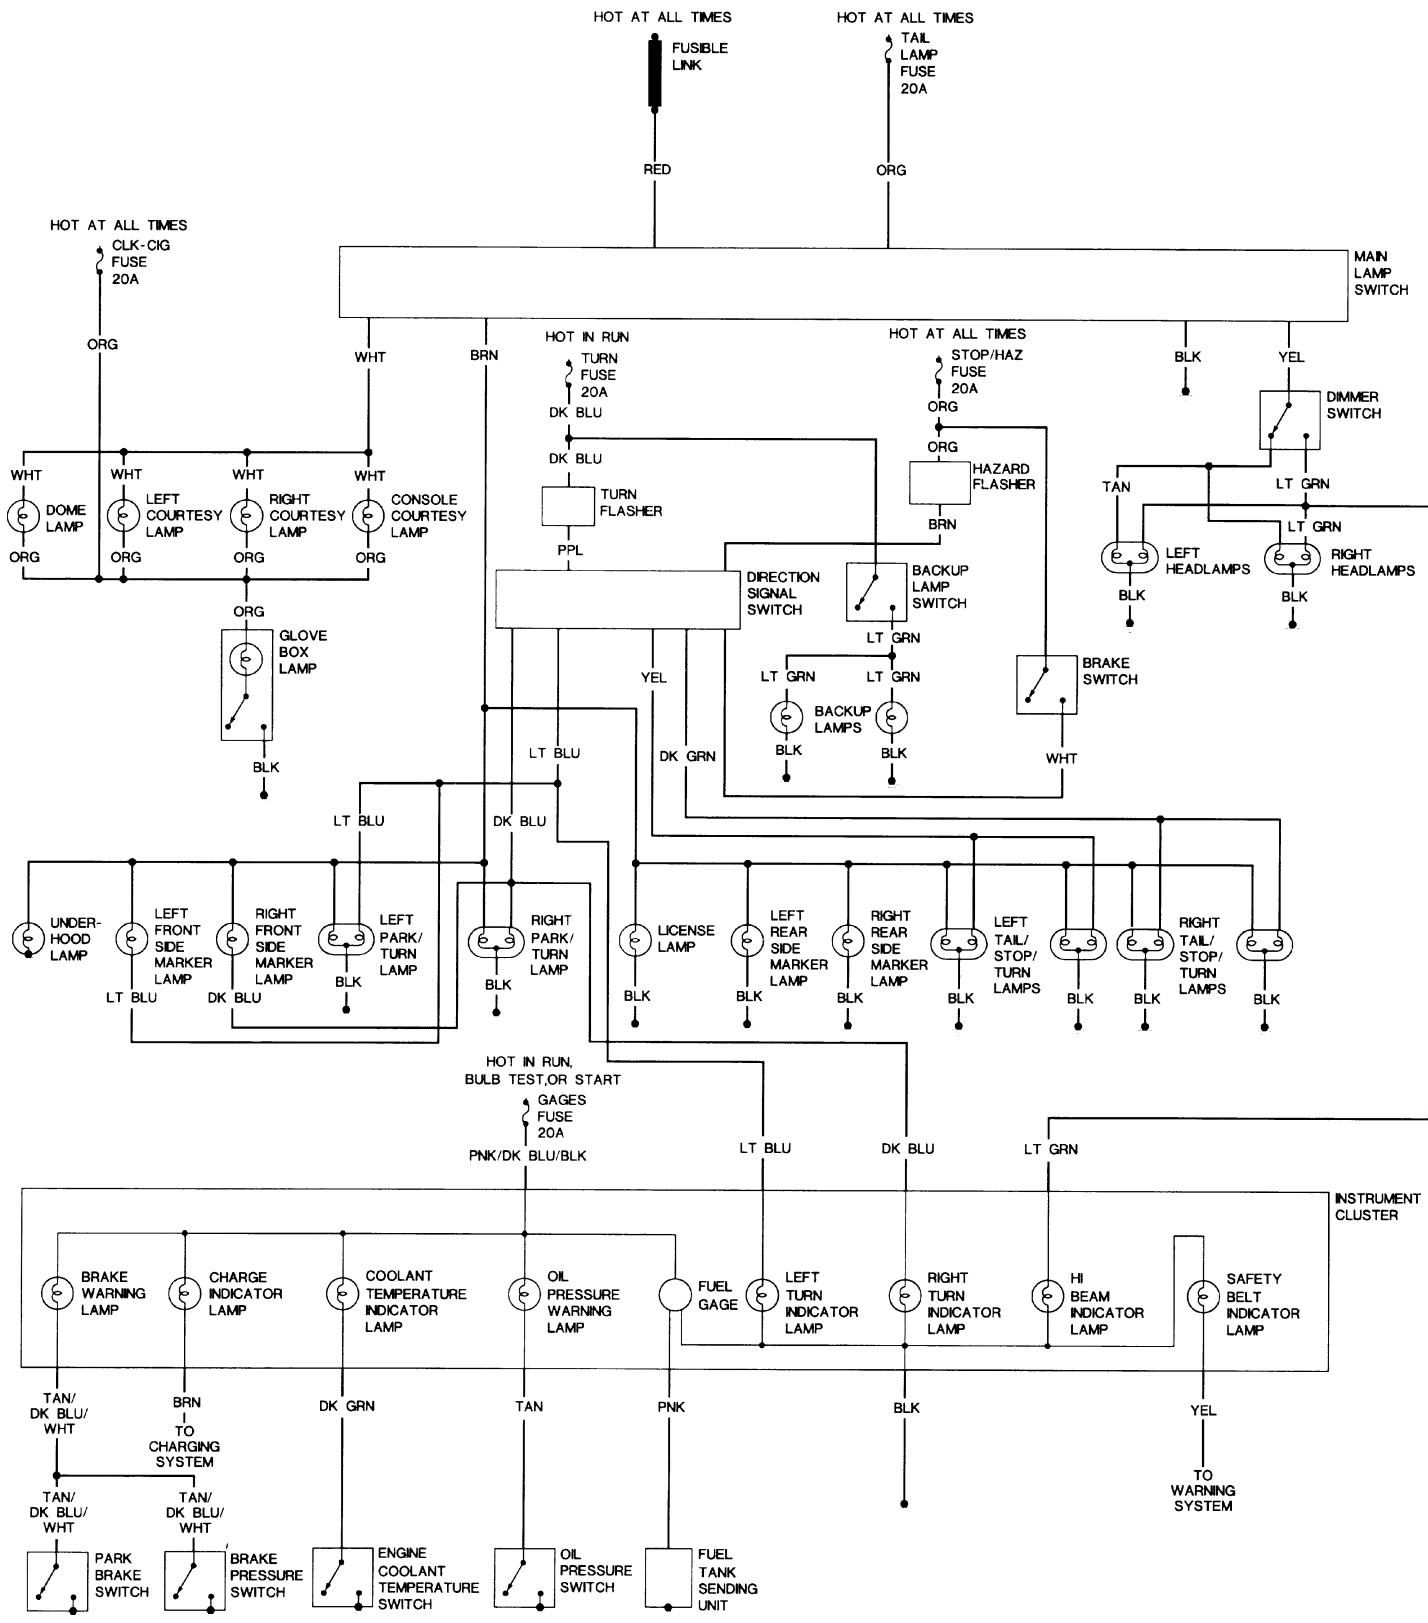 HOT AT ALL TIMES
FUSIBLE
LINK
HOT AT ALL TIMES
TAIL
LAMP
FUSE
20A
RED
ORG
HOT AT ALL TIMES
CLK-CIG
FUSE
20A
MAIN
LAMP
SWITCH
ORG
WHT
BRN
HOT IN RUN
TURN
FUSE
20A
DK BLU
DK BLU
HOT AT ALL TIMES
STOP/HAZ
FUSE
20A
ORG
ORG
BLK
YEL
DIMMER
SWITCH
WHT
WHT
WHT
WHT
DOME
LAMP
LEFT
COURTESY
LAMP
RIGHT
COURTESY
LAMP
CONSOLE
COURTESY
LAMP
ORG
ORG
ORG
ORG
TURN
FLASHER
HAZARD
FLASHER
TAN
LT GRN
LT GRN
BRN
PPL
LEFT
HEADLAMPS
RIGHT
HEADLAMPS
BLK
BLK
DIRECTION
SIGNAL
SWITCH
BACKUP
LAMP
SWITCH
ORG
GLOVE
BOX
LAMP
LT GRN
LT GRN
LT GRN
YEL
BRAKE
SWITCH
BACKUP
LAMPS
BLK
BLK
BLK
LT BLU
DK GRN
WHT
LT BLU
DK BLU
UNDER-
HOOD
LAMP
LEFT
FRONT
SIDE
MARKER
LAMP
RIGHT
FRONT
SIDE
MARKER
LAMP
LEFT
PARK/
TURN
LAMP
RIGHT
PARK/
TURN
LAMP
LICENSE
LAMP
LEFT
REAR
SIDE
MARKER
LAMP
RIGHT
REAR
SIDE
MARKER
LAMP
LEFT
TAIL/
STOP/
TURN
LAMPS
RIGHT
TAIL/
STOP/
TURN
LAMPS
LT BLU
DK BLU
BLK
BLK
BLK
BLK
BLK
BLK
BLK
BLK
BLK
HOT IN RUN,
BULB TEST,OR START
GAGES
FUSE
20A
PNK/DK BLU/BLK
LT BLU
DK BLU
LT GRN
INSTRUMENT
CLUSTER
BRAKE
WARNING
LAMP
CHARGE
INDICATOR
LAMP
COOLANT
TEMPERATURE
INDICATOR
LAMP
OIL
PRESSURE
WARNING
LAMP
FUEL
GAGE
LEFT
TURN
INDICATOR
LAMP
RIGHT
TURN
INDICATOR
LAMP
HI
BEAM
INDICATOR
LAMP
SAFETY
BELT
INDICATOR
LAMP
TAN/
DK BLU/
WHT
BRN
TO
CHARGING
SYSTEM
DK GRN
TAN
PNK
BLK
YEL
TO
WARNING
SYSTEM
TAN/
DK BLU/
WHT
TAN/
DK BLU/
WHT
PARK
BRAKE
SWITCH
BRAKE
PRESSURE
SWITCH
ENGINE
COOLANT
TEMPERATURE
SWITCH
OIL
PRESSURE
SWITCH
FUEL
TANK
SENDING
UNIT